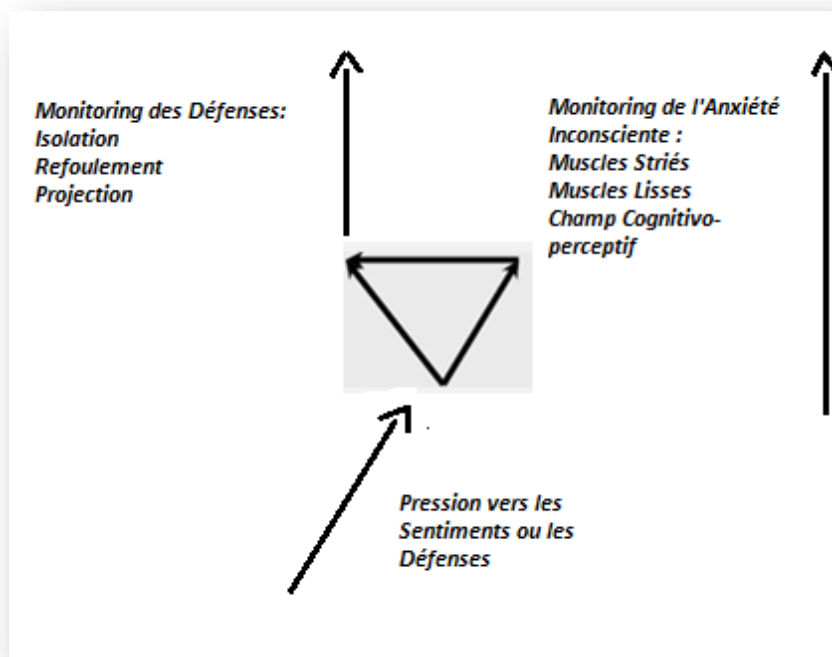 Monitoring des Défenses:
Isolation
Refoulement
Projection
Monitoring de l'Anxiété
Inconsciente :
Muscles Striés
Muscles Lisses
Champ Cognitivo-
perceptif
Pression vers les
Sentiments ou les
Défenses